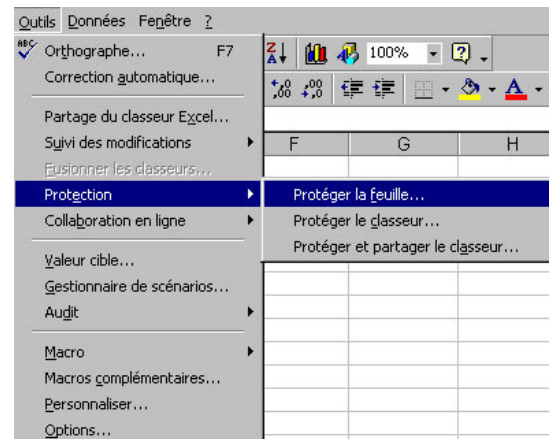 Outils Données Fenêtre ?
ABC Orthographe... F7
100%
Correction automatique...
Partage du classeur Excel...
Suivi des modifications
F G H
Fusionner les classeurs...
Protection
Protéger la feuille...
Collaboration en ligne
Protéger le classeur...
Protéger et partager le classeur...
Valeur cible...
Gestionnaire de scénarios...
Audit
Macro
Macros complémentaires...
Personnaliser...
Options...